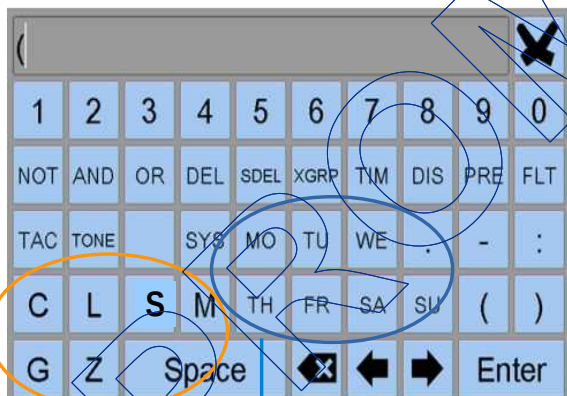 (
1 2 3 4 5 6 7 8 9 0
NOT AND OR DEL SDEL XGRP TIM DIS PRE FLT
TAC TONE SYS MO TU WE . - :
C L S M TH FR SA SU ( )
G Z Space Enter